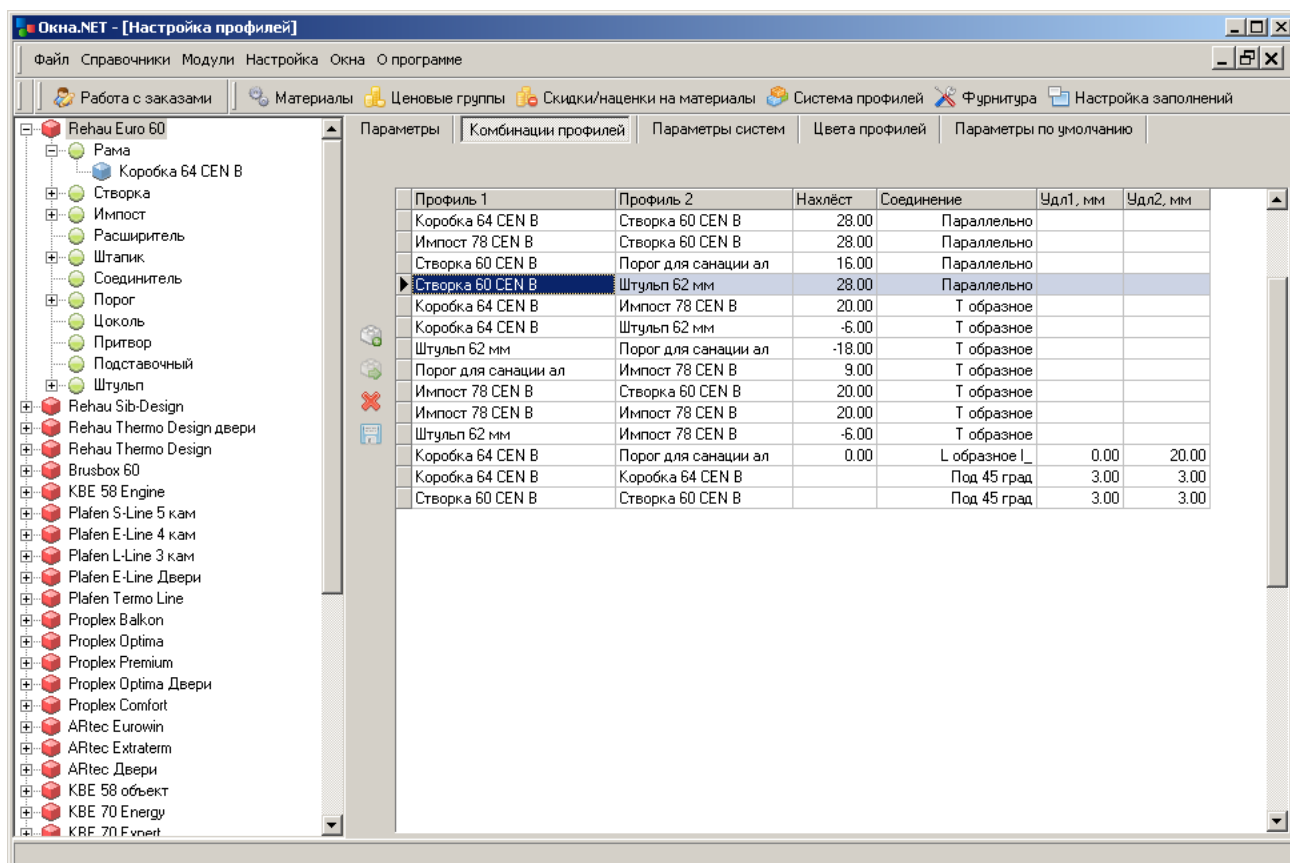 Окна.NET - [Настройка профилей]
Файл Справочники Модули Настройка Окна О программе
Работа с заказами Материалы Ценовые группы Скидки/наценки на материалы Система профилей Фурнитура Настройка заполнений
Rehau Euro 60
Рама
Коробка 64 CEN B
Створка
Импост
Расширитель
Штапик
Соединитель
Порог
Цоколь
Притвор
Подставочный
Штульп
Rehau Sib-Design
Rehau Thermo Design двери
Rehau Thermo Design
Brusbox 60
KBE 58 Engine
Plafen S-Line 5 кам
Plafen E-Line 4 кам
Plafen L-Line 3 кам
Plafen E-Line Двери
Plafen Termo Line
Proplex Balkon
Proplex Optima
Proplex Premium
Proplex Optima Двери
Proplex Comfort
ARtec Eurowin
ARtec Extraterm
ARtec Двери
KBE 58 объект
KBE 70 Energy
KBE 70 Expert
Параметры Комбинации профилей Параметры систем Цвета профилей Параметры по умолчанию
Профиль 1 Профиль 2 Нахлёст Соединение Удл1, мм Удл2, мм
Коробка 64 CEN B Створка 60 CEN B 28.00 Параллельно
Импост 78 CEN B Створка 60 CEN B 28.00 Параллельно
Створка 60 CEN B Порог для санации ал 16.00 Параллельно
Створка 60 CEN B Штульп 62 мм 28.00 Параллельно
Коробка 64 CEN B Импост 78 CEN B 20.00 Т образное
Коробка 64 CEN B Штульп 62 мм -6.00 Т образное
Штульп 62 мм Порог для санации ал -18.00 Т образное
Порог для санации ал Импост 78 CEN B 9.00 Т образное
Импост 78 CEN B Створка 60 CEN B 20.00 Т образное
Импост 78 CEN B Импост 78 CEN B 20.00 Т образное
Штульп 62 мм Импост 78 CEN B -6.00 Т образное
Коробка 64 CEN B Порог для санации ал 0.00 L образное I_ 0.00 20.00
Коробка 64 CEN B Коробка 64 CEN B Под 45 град 3.00 3.00
Створка 60 CEN B Створка 60 CEN B Под 45 град 3.00 3.00